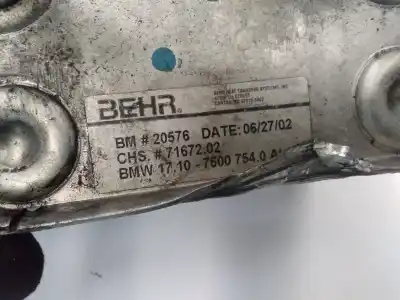 BEHR.
BM # 20576 DATE: 06/27/02
CHS. # 71672.02
BMW 17.10 - 7500 754.0